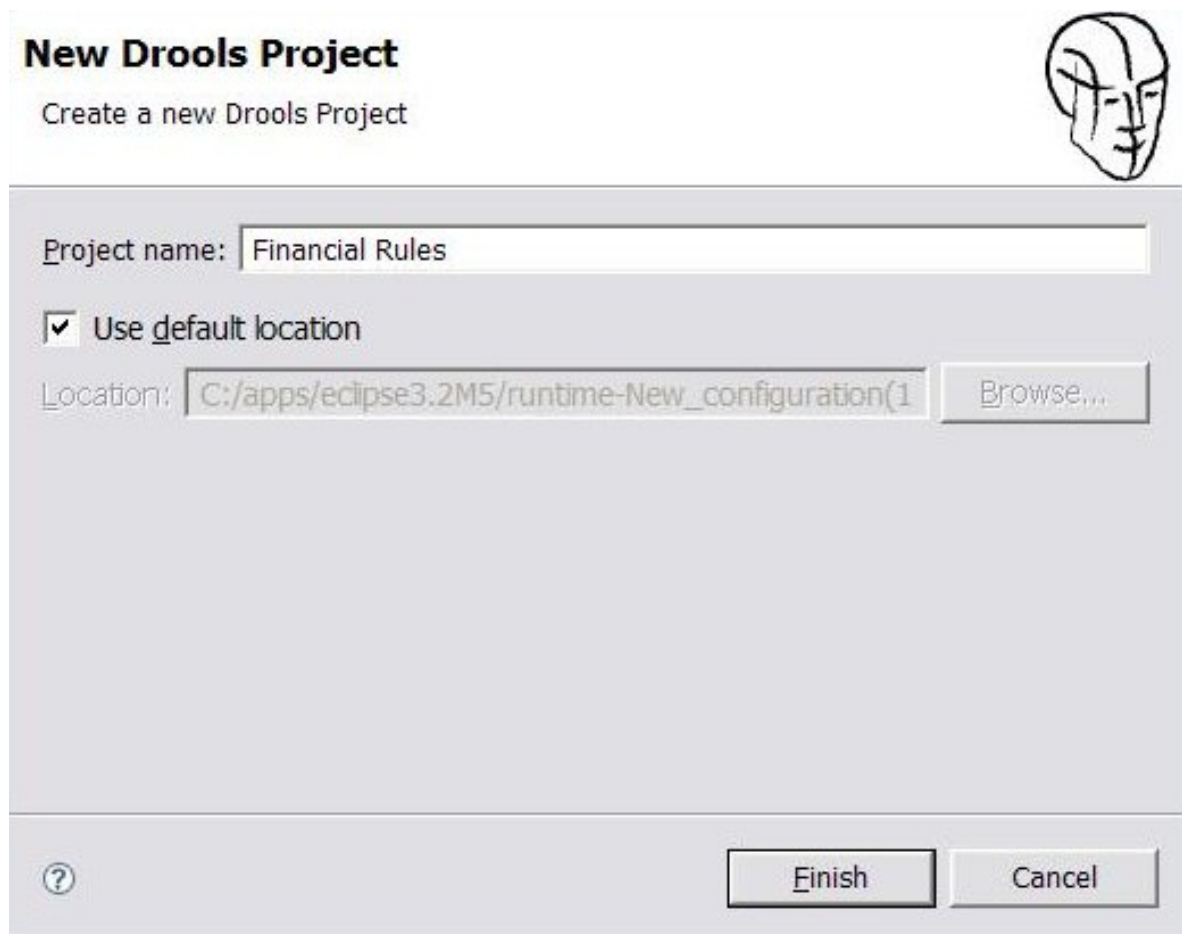 New Drools Project
Create a new Drools Project
Project name: Financial Rules
Use default location
Location: C:/apps/eclipse3.2M5/runtime-New_configuration(1 Browse...
?
Finish Cancel